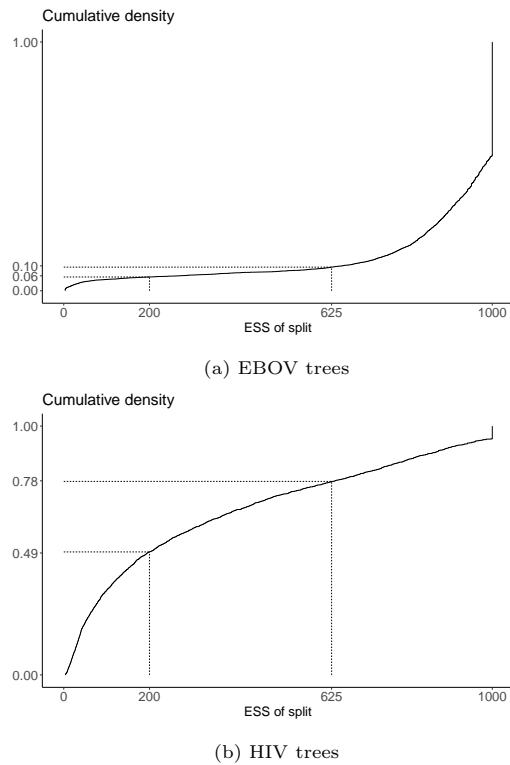 Cumulative density
1.00
0.10
0.06
0.00
0 200 625 1000
ESS of split
(a) EBOV trees
Cumulative density
1.00
0.78
0.49
0.00
0 200 625 1000
ESS of split
(b) HIV trees